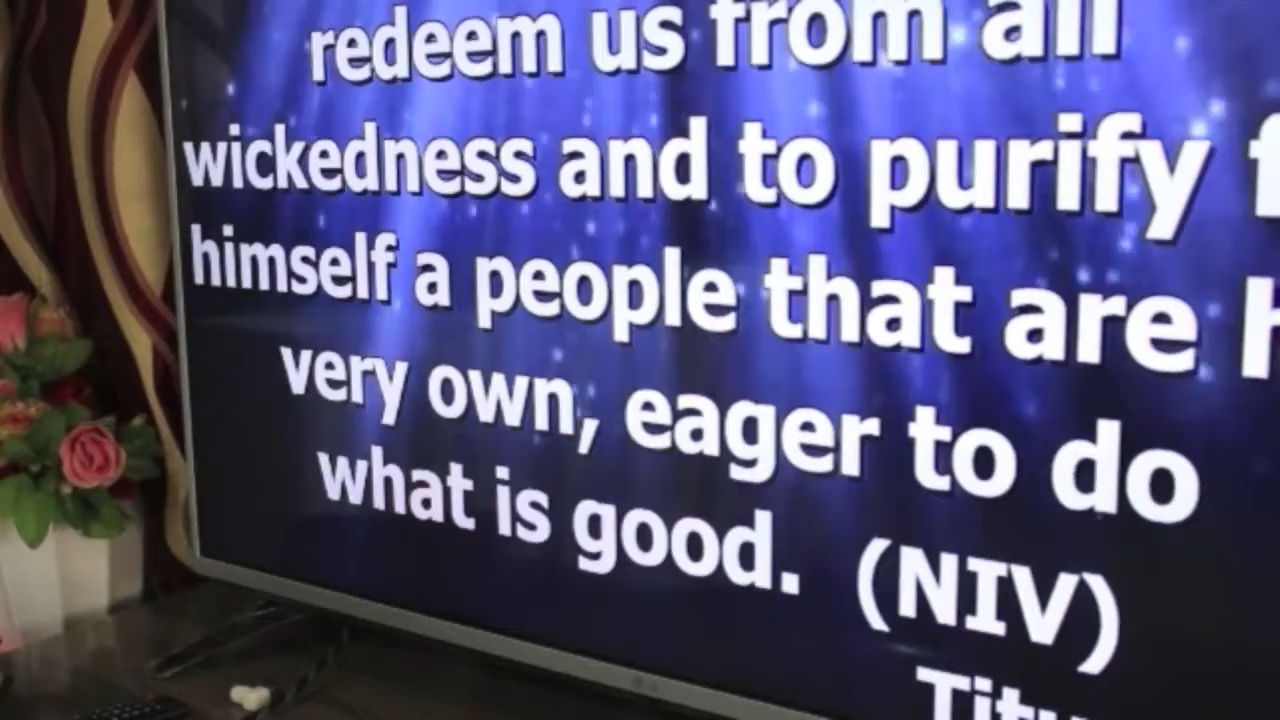 redeem us from all
wickedness and to purify
himself a people that are
very own, eager to do
what is good. (NIV)